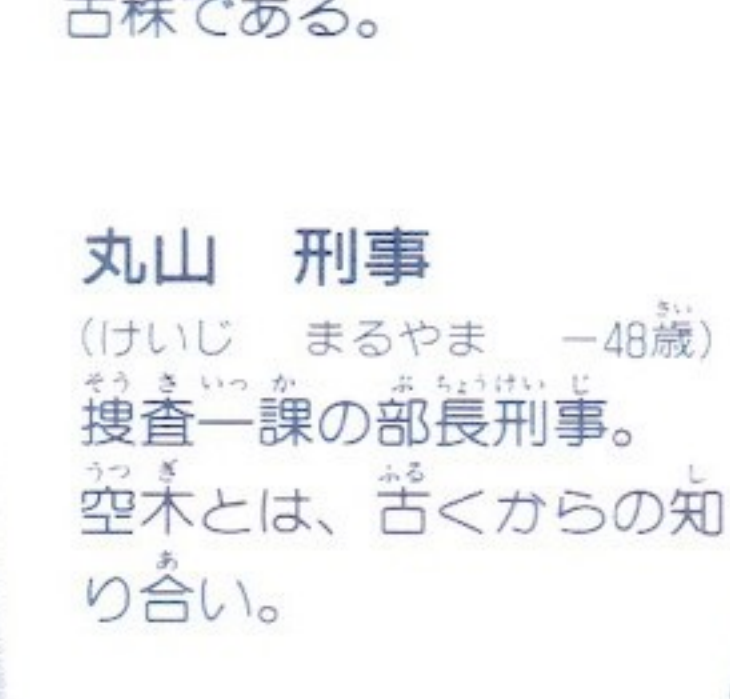 古株である。
丸山　刑事
（けいじ　まるやま　－48歳）
捜査一課の部長刑事。
空木とは、古くからの知
り合い。